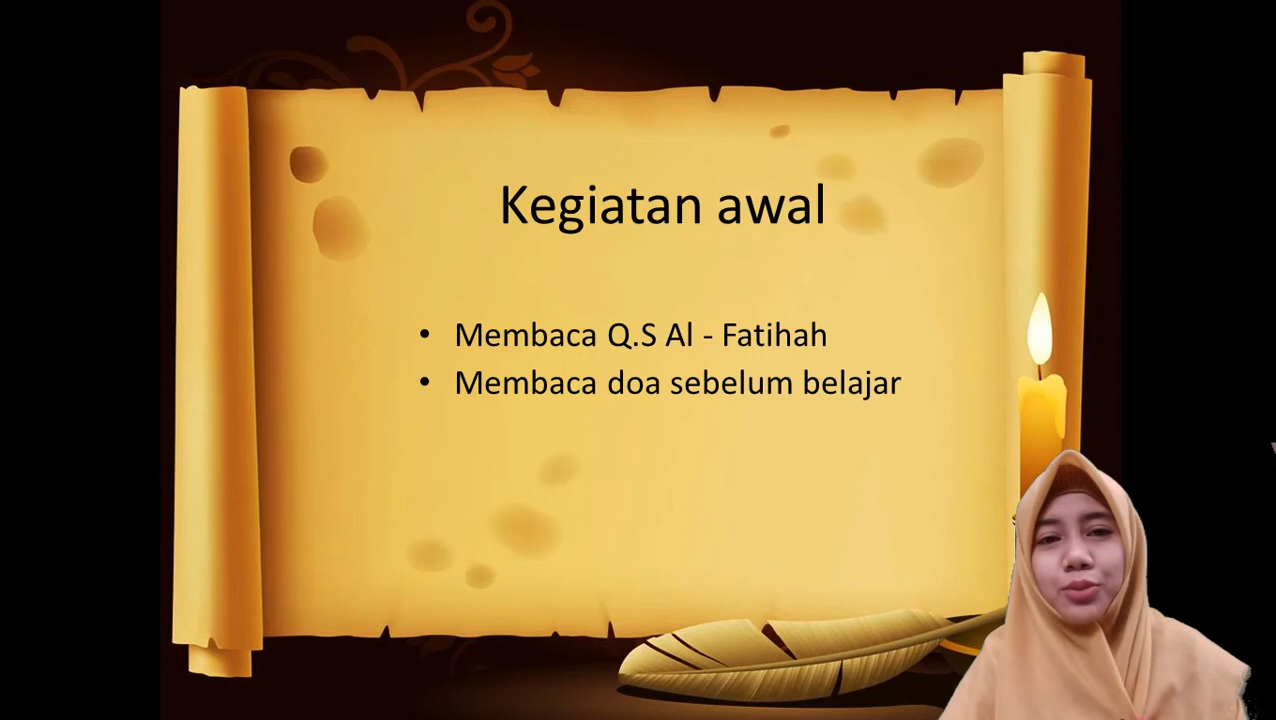 Kegiatan awal
• Membaca Q.S Al - Fatihah
• Membaca doa sebelum belajar